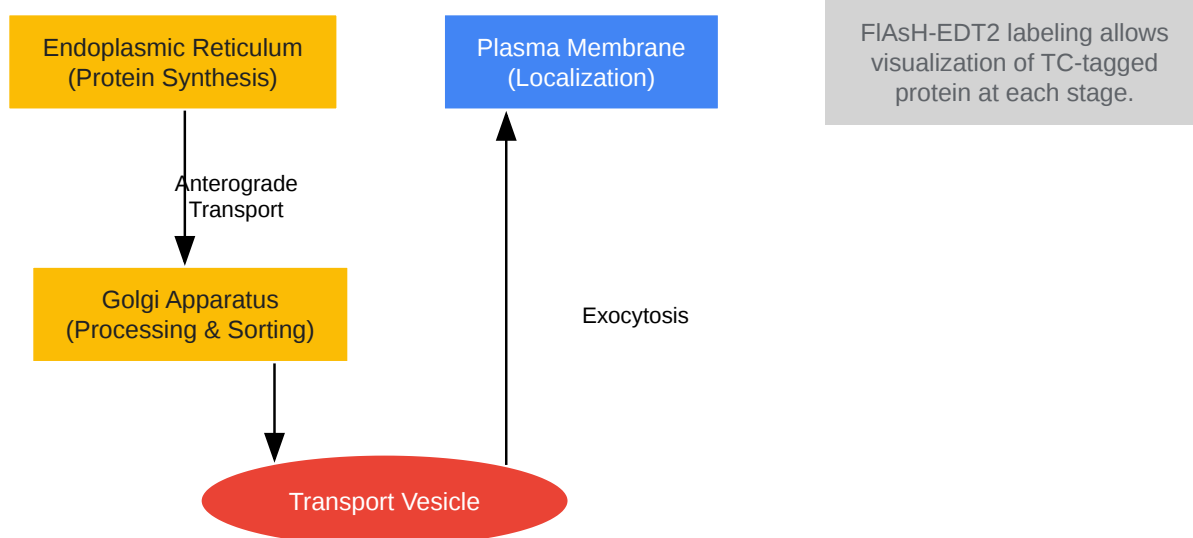 Endoplasmic Reticulum
(Protein Synthesis)
Plasma Membrane
(Localization)
FlAsH-EDT2 labeling allows
visualization of TC-tagged
protein at each stage.
Anterograde
Transport
Golgi Apparatus
(Processing & Sorting)
Exocytosis
Transport Vesicle